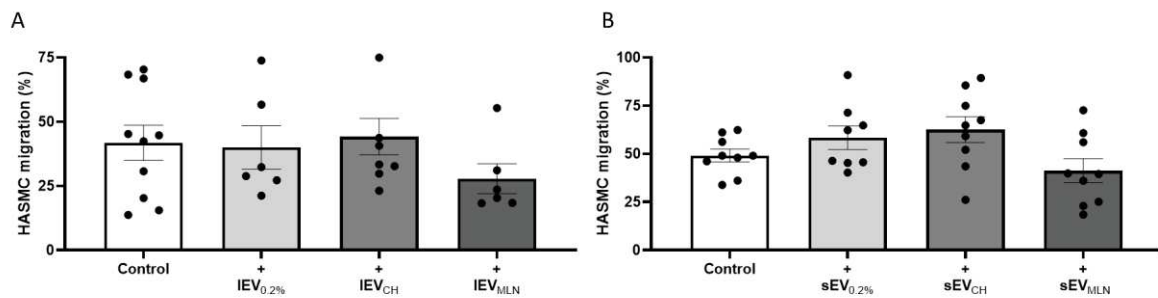 A
HASMC migration (%)
75
50
25
0
Control
+
lEV0.2%
+
lEVCH
+
lEVMLN
B
HASMC migration (%)
100
75
50
25
0
Control
+
sEV0.2%
+
sEVCH
+
sEVMLN